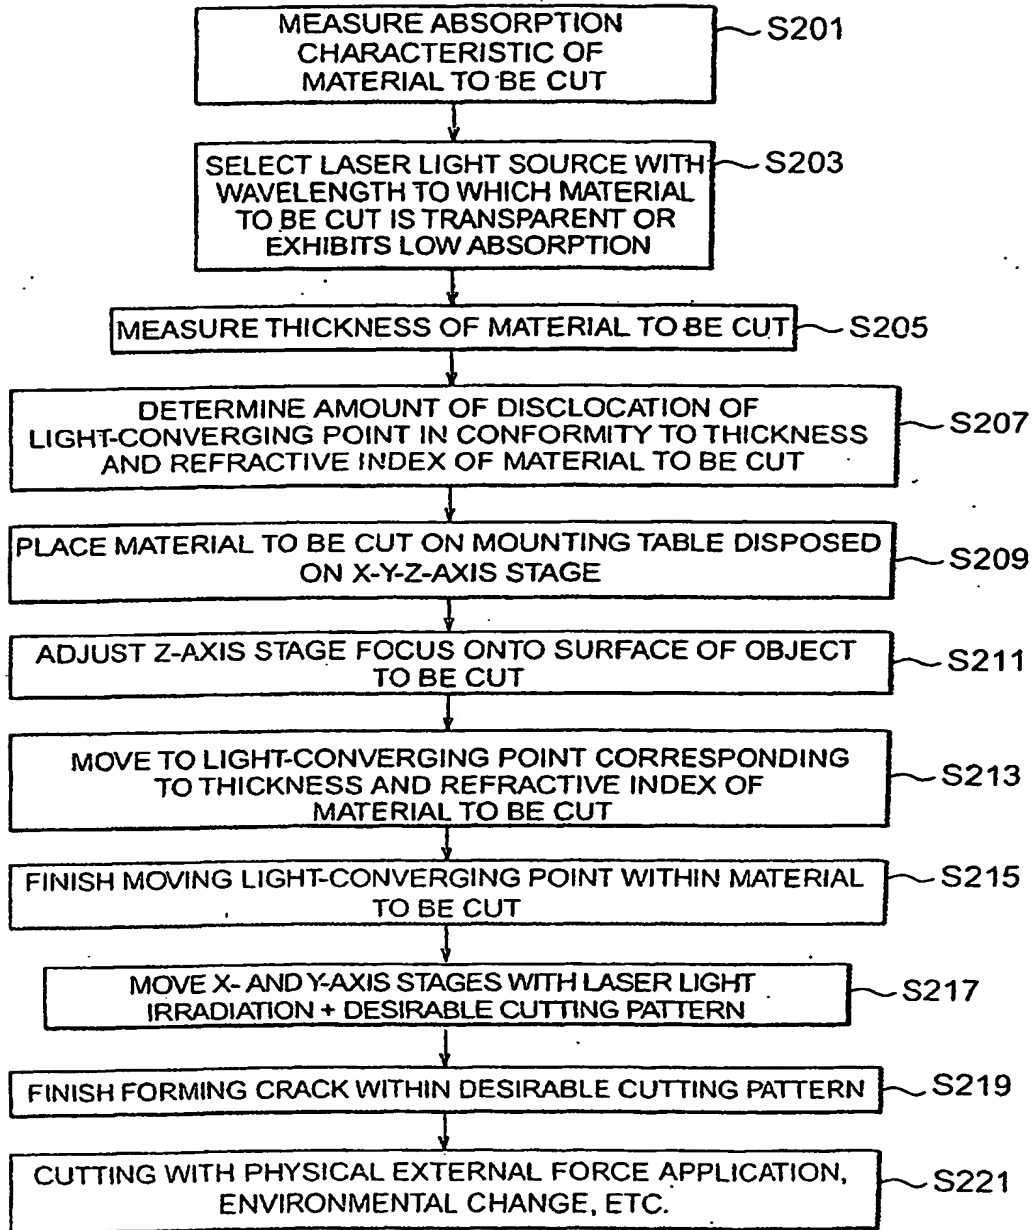 MEASURE ABSORPTION
CHARACTERISTIC OF
MATERIAL TO BE CUT
S201
SELECT LASER LIGHT SOURCE WITH
WAVELENGTH TO WHICH MATERIAL
TO BE CUT IS TRANSPARENT OR
EXHIBITS LOW ABSORPTION
S203
MEASURE THICKNESS OF MATERIAL TO BE CUT
S205
DETERMINE AMOUNT OF DISCLOCATION OF
LIGHT-CONVERGING POINT IN CONFORMITY TO THICKNESS
AND REFRACTIVE INDEX OF MATERIAL TO BE CUT
S207
PLACE MATERIAL TO BE CUT ON MOUNTING TABLE DISPOSED
ON X-Y-Z-AXIS STAGE
S209
ADJUST Z-AXIS STAGE FOCUS ONTO SURFACE OF OBJECT
TO BE CUT
S211
MOVE TO LIGHT-CONVERGING POINT CORRESPONDING
TO THICKNESS AND REFRACTIVE INDEX OF
MATERIAL TO BE CUT
S213
FINISH MOVING LIGHT-CONVERGING POINT WITHIN MATERIAL
TO BE CUT
S215
MOVE X- AND Y-AXIS STAGES WITH LASER LIGHT
IRRADIATION + DESIRABLE CUTTING PATTERN
S217
FINISH FORMING CRACK WITHIN DESIRABLE CUTTING PATTERN
S219
CUTTING WITH PHYSICAL EXTERNAL FORCE APPLICATION,
ENVIRONMENTAL CHANGE, ETC.
S221